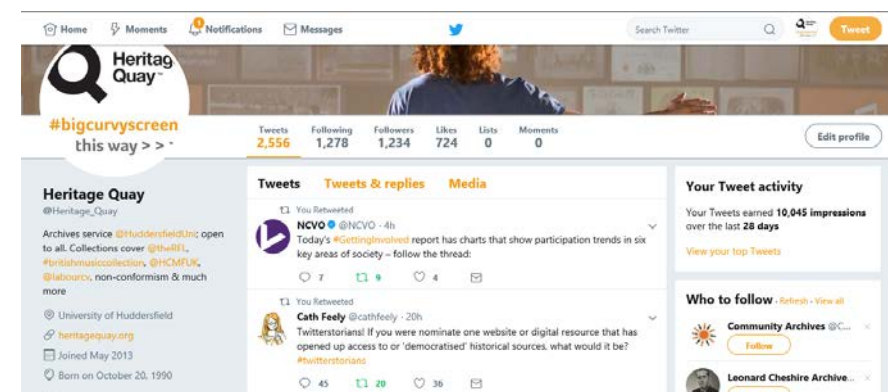 Home Moments Notifications Messages Search Twitter Tweet
Heritag
Quay
#bigcurvyscreen
this way > >
Tweets Following Followers Likes Lists Moments
2,556 1,278 1,234 724 0 0
Edit profile
Heritage Quay
@Heritage_Quay
Archives service @HuddersfieldUni; open
to all. Collections cover @theRFL,
#britishmusiccollection, @HCMFUK,
@labourcv, non-conformism & much
more
University of Huddersfield
heritagequay.org
Joined May 2013
Born on October 20, 1990
Tweets Tweets & replies Media
You Retweeted
NCVO @NCVO · 4h
Today's #GettingInvolved report has charts that show participation trends in six
key areas of society – follow the thread:
7 9 4
You Retweeted
Cath Feely @cathfeely · 20h
Twitterstorians! If you were nominate one website or digital resource that has
opened up access to or 'democratised' historical sources, what would it be?
#twitterstorians
45 20 36
Your Tweet activity
Your Tweets earned 10,045 impressions
over the last 28 days
View your top Tweets
Who to follow · Refresh · View all
Community Archives @C...
Follow
Leonard Cheshire Archive...